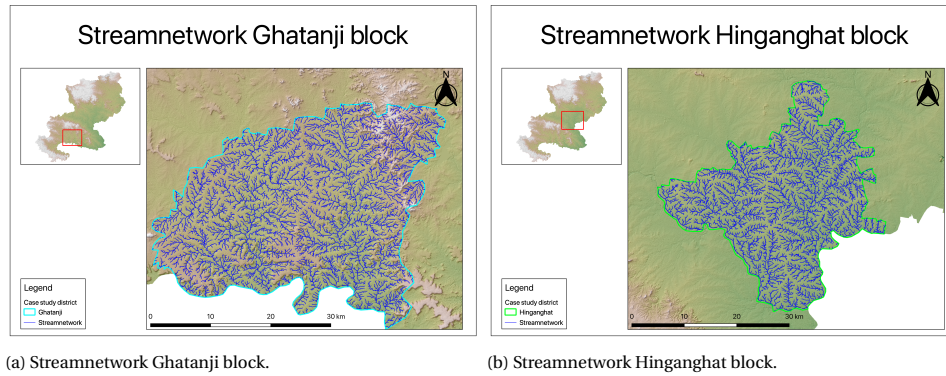 Streamnetwork Ghatanji block
N
Legend
Case study district
Ghatanji
Streamnetwork
0 10 20 30 km
(a) Streamnetwork Ghatanji block.
Streamnetwork Hinganghat block
N
Legend
Case study district
Hinganghat
Streamnetwork
0 10 20 30 km
(b) Streamnetwork Hinganghat block.